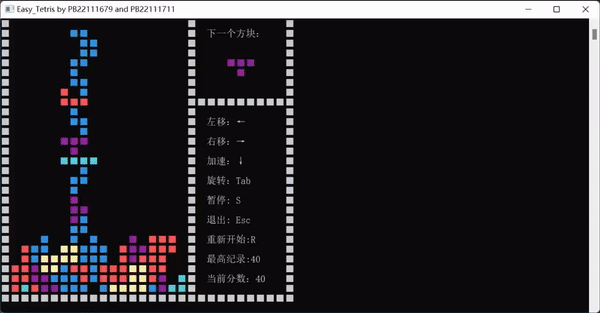 Easy_Tetris by PB22111679 and PB22111711
下一个方块:
左移: ←
右移: →
加速: ↓
旋转: Tab
暂停: S
退出: Esc
重新开始:R
最高纪录:40
当前分数: 40